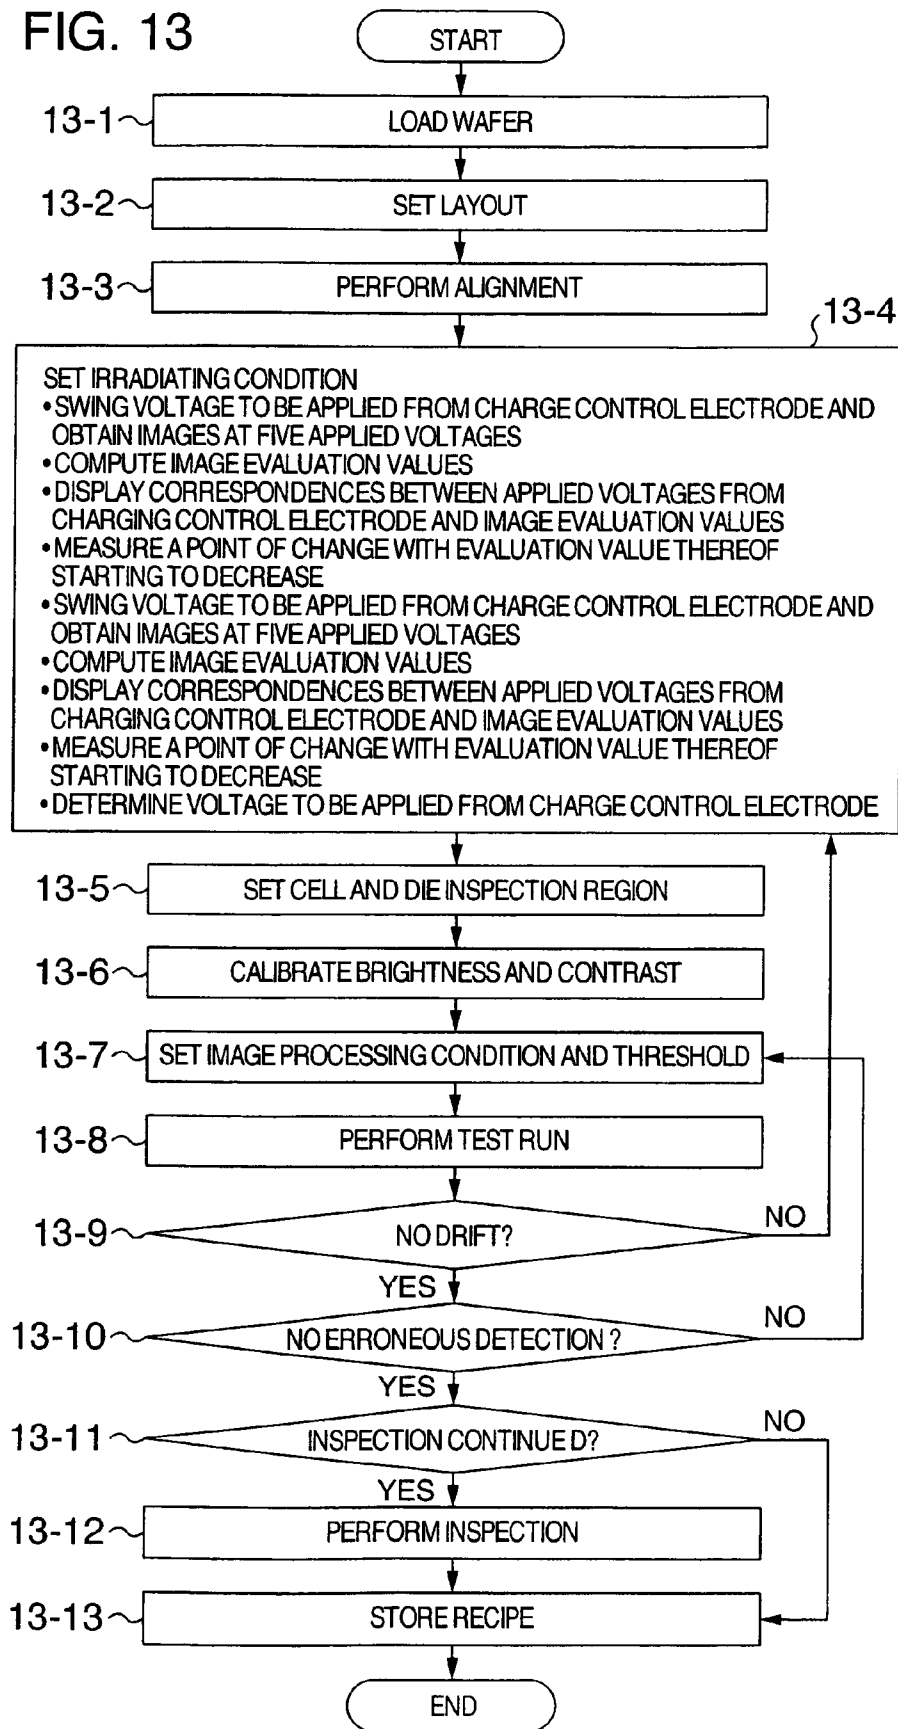 FIG. 13
START
13-1
LOAD WAFER
13-2
SET LAYOUT
13-3
PERFORM ALIGNMENT
13-4
SET IRRADIATING CONDITION
•SWING VOLTAGE TO BE APPLIED FROM CHARGE CONTROL ELECTRODE AND
OBTAIN IMAGES AT FIVE APPLIED VOLTAGES
•COMPUTE IMAGE EVALUATION VALUES
•DISPLAY CORRESPONDENCES BETWEEN APPLIED VOLTAGES FROM
CHARGING CONTROL ELECTRODE AND IMAGE EVALUATION VALUES
•MEASURE A POINT OF CHANGE WITH EVALUATION VALUE THEREOF
STARTING TO DECREASE
•SWING VOLTAGE TO BE APPLIED FROM CHARGE CONTROL ELECTRODE AND
OBTAIN IMAGES AT FIVE APPLIED VOLTAGES
•COMPUTE IMAGE EVALUATION VALUES
•DISPLAY CORRESPONDENCES BETWEEN APPLIED VOLTAGES FROM
CHARGING CONTROL ELECTRODE AND IMAGE EVALUATION VALUES
•MEASURE A POINT OF CHANGE WITH EVALUATION VALUE THEREOF
STARTING TO DECREASE
•DETERMINE VOLTAGE TO BE APPLIED FROM CHARGE CONTROL ELECTRODE
13-5
SET CELL AND DIE INSPECTION REGION
13-6
CALIBRATE BRIGHTNESS AND CONTRAST
13-7
SET IMAGE PROCESSING CONDITION AND THRESHOLD
13-8
PERFORM TEST RUN
13-9
NO DRIFT?
NO
YES
13-10
NO ERRONEOUS DETECTION ?
NO
YES
13-11
INSPECTION CONTINUE D?
NO
YES
13-12
PERFORM INSPECTION
13-13
STORE RECIPE
END